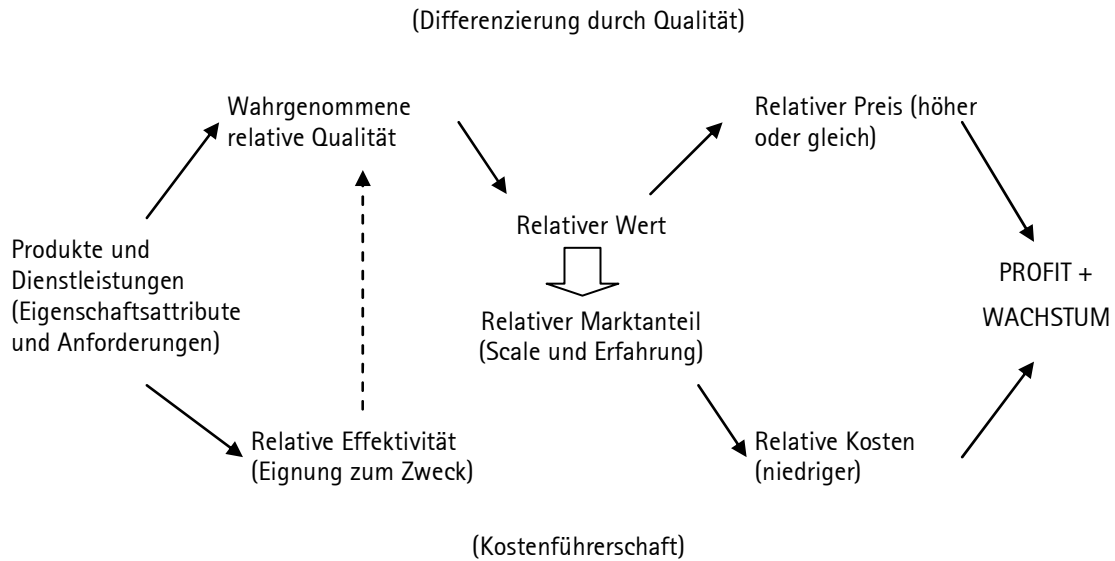 (Differenzierung durch Qualität)
Wahrgenommene
relative Qualität
Relativer Preis (höher
oder gleich)
Relativer Wert
Produkte und
Dienstleistungen
(Eigenschaftsattribute
und Anforderungen)
PROFIT +
WACHSTUM
Relativer Marktanteil
(Scale und Erfahrung)
Relative Effektivität
(Eignung zum Zweck)
Relative Kosten
(niedriger)
(Kostenführerschaft)